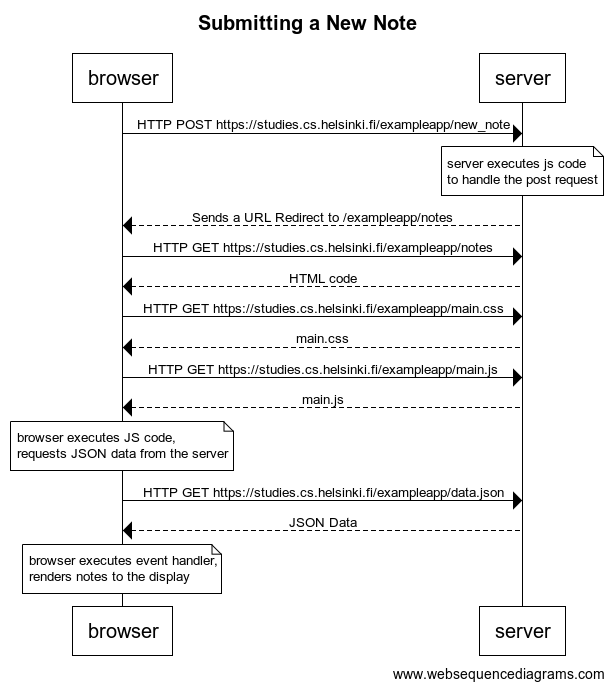 Submitting a New Note
browser
server
HTTP POST https://studies.cs.helsinki.fi/exampleapp/new_note
server executes js code
to handle the post request
Sends a URL Redirect to /exampleapp/notes
HTTP GET https://studies.cs.helsinki.fi/exampleapp/notes
HTML code
HTTP GET https://studies.cs.helsinki.fi/exampleapp/main.css
main.css
HTTP GET https://studies.cs.helsinki.fi/exampleapp/main.js
main.js
browser executes JS code,
requests JSON data from the server
HTTP GET https://studies.cs.helsinki.fi/exampleapp/data.json
JSON Data
browser executes event handler,
renders notes to the display
browser
server
www.websequencediagrams.com